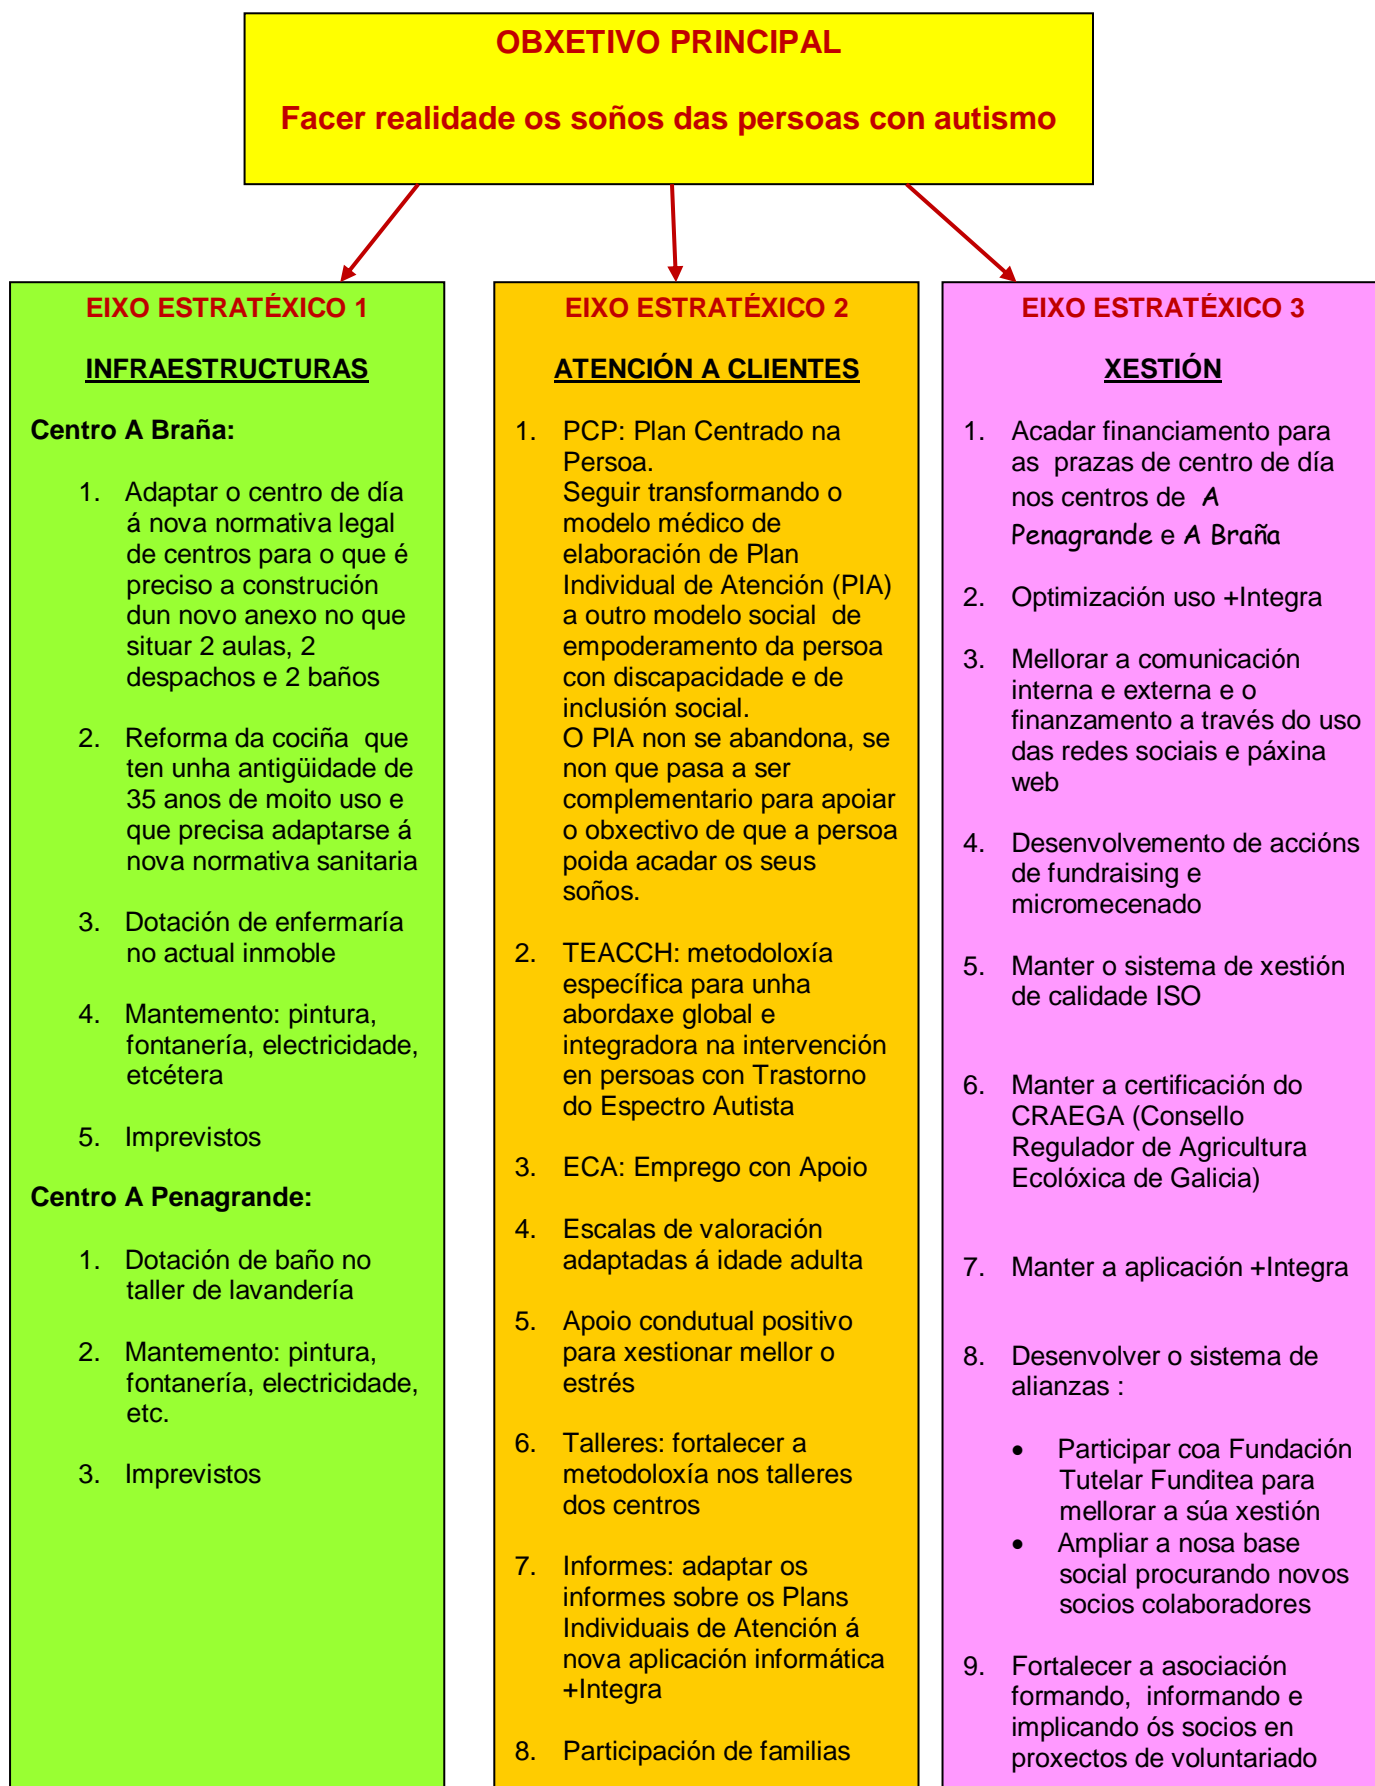 OBXETIVO PRINCIPAL
Facer realidade os soños das persoas con autismo
EIXO ESTRATÉXICO 1
INFRAESTRUCTURAS
Centro A Braña:
1. Adaptar o centro de día
á nova normativa legal
de centros para o que é
preciso a construción
dun novo anexo no que
situar 2 aulas, 2
despachos e 2 baños
2. Reforma da cociña que
ten unha antigüidade de
35 anos de moito uso e
que precisa adaptarse á
nova normativa sanitaria
3. Dotación de enfermaría
no actual inmoble
4. Mantemento: pintura,
fontanería, electricidade,
etcétera
5. Imprevistos
Centro A Penagrande:
1. Dotación de baño no
taller de lavandería
2. Mantemento: pintura,
fontanería, electricidade,
etc.
3. Imprevistos
EIXO ESTRATÉXICO 2
ATENCIÓN A CLIENTES
1. PCP: Plan Centrado na
Persoa.
Seguir transformando o
modelo médico de
elaboración de Plan
Individual de Atención (PIA)
a outro modelo social de
empoderamento da persoa
con discapacidade e de
inclusión social.
O PIA non se abandona, se
non que pasa a ser
complementario para apoiar
o obxectivo de que a persoa
poida acadar os seus
soños.
2. TEACCH: metodoloxía
específica para unha
abordaxe global e
integradora na intervención
en persoas con Trastorno
do Espectro Autista
3. ECA: Emprego con Apoio
4. Escalas de valoración
adaptadas á idade adulta
5. Apoio condutual positivo
para xestionar mellor o
estrés
6. Talleres: fortalecer a
metodoloxía nos talleres
dos centros
7. Informes: adaptar os
informes sobre os Plans
Individuais de Atención á
nova aplicación informática
+Integra
8. Participación de familias
EIXO ESTRATÉXICO 3
XESTIÓN
1. Acadar financiamento para
as prazas de centro de día
nos centros de A
Penagrande e A Braña
2. Optimización uso +Integra
3. Mellorar a comunicación
interna e externa e o
finanzamento a través do uso
das redes sociais e páxina
web
4. Desenvolvemento de accións
de fundraising e
micromecenado
5. Manter o sistema de xestión
de calidade ISO
6. Manter a certificación do
CRAEGA (Consello
Regulador de Agricultura
Ecolóxica de Galicia)
7. Manter a aplicación +Integra
8. Desenvolver o sistema de
alianzas :
• Participar coa Fundación
Tutelar Funditea para
mellorar a súa xestión
• Ampliar a nosa base
social procurando novos
socios colaboradores
9. Fortalecer a asociación
formando, informando e
implicando ós socios en
proxectos de voluntariado